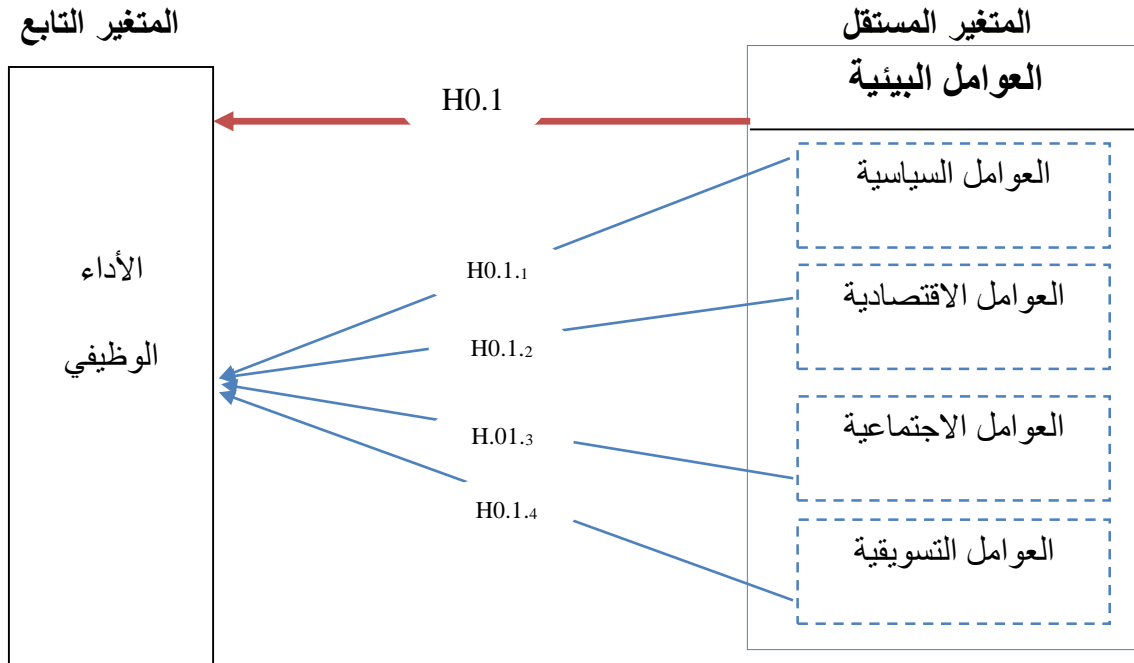 المتغير المستقل
المتغير التابع
العوامل البيئية
H0.1
العوامل السياسية
H0.1.1
العوامل الاقتصادية
H0.1.2
العوامل الاجتماعية
H.01.3
العوامل التسويقية
H0.1.4
الأداء
الوظيفي